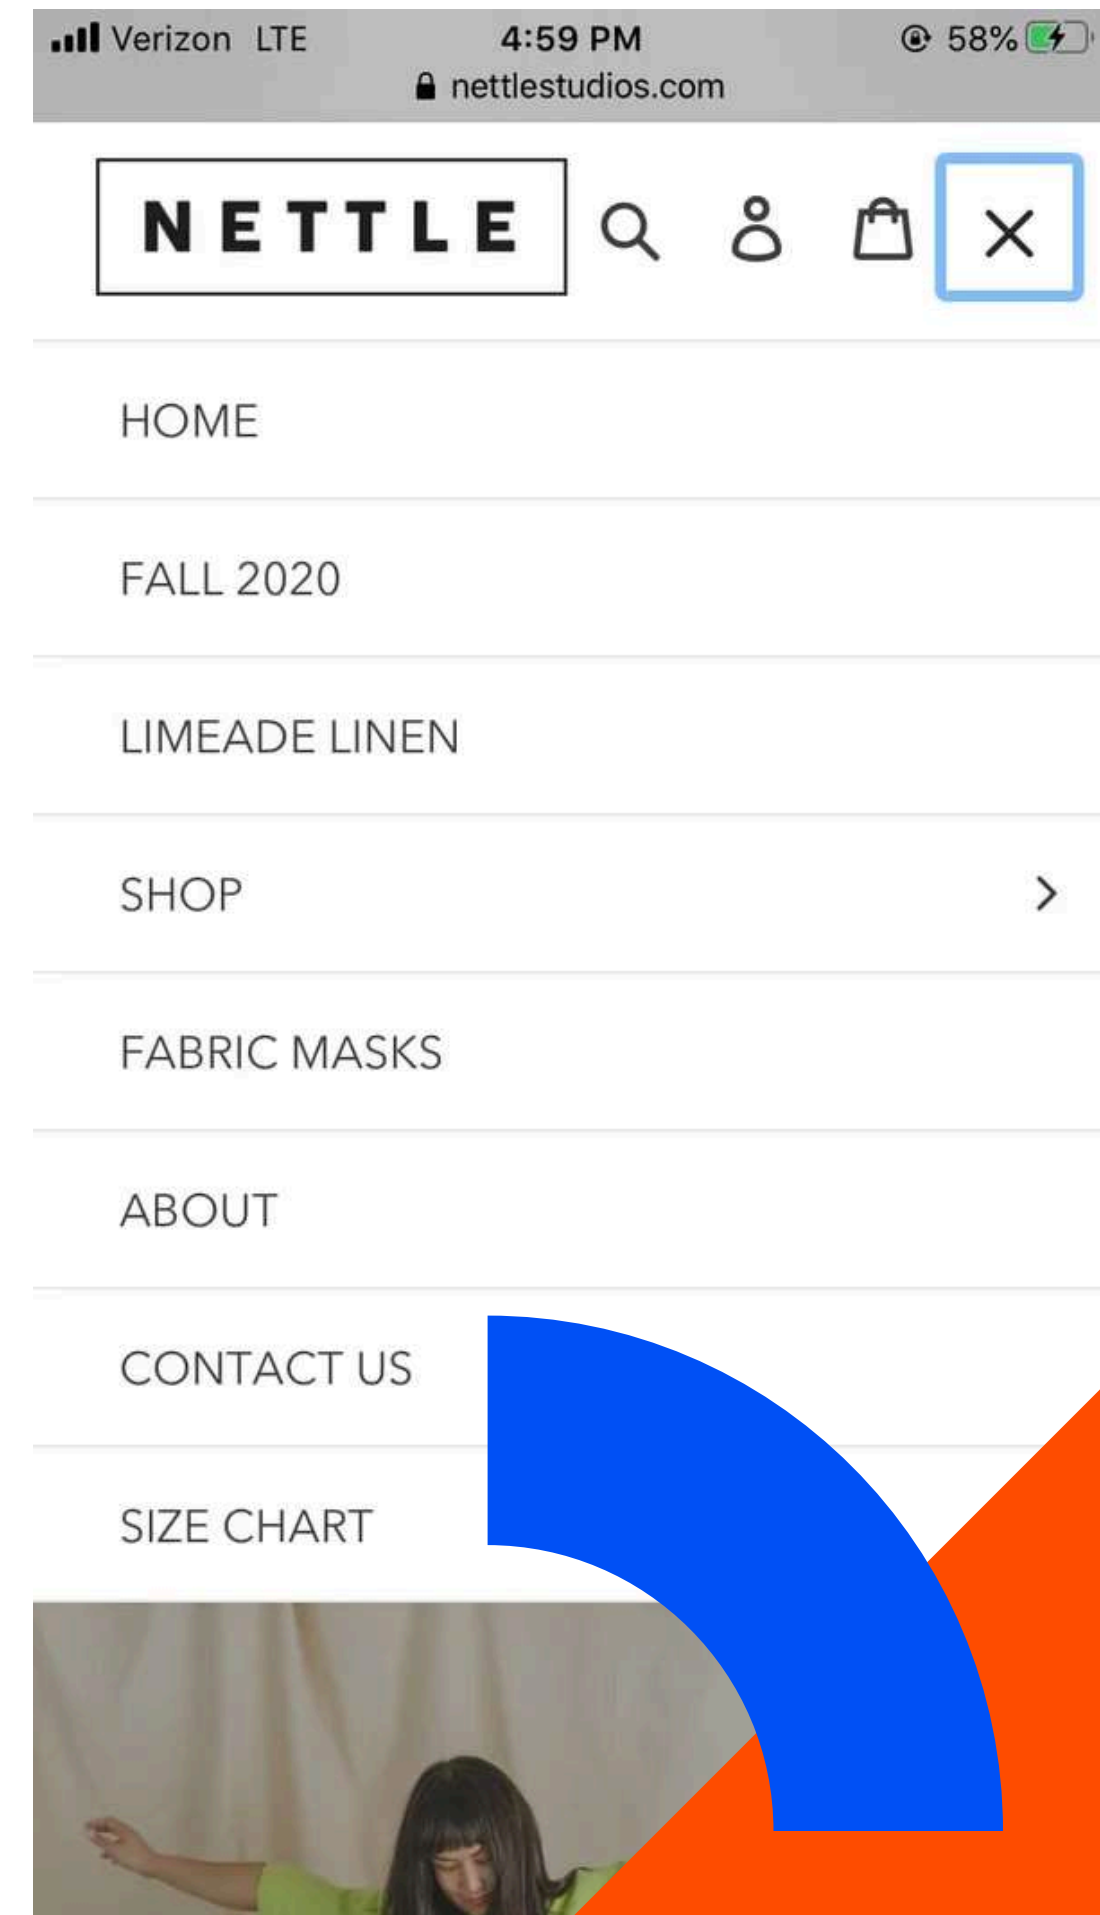 Verizon LTE 4:59 PM 58%
nettlestudios.com
NETTLE
HOME
FALL 2020
LIMEADE LINEN
SHOP
FABRIC MASKS
ABOUT
CONTACT US
SIZE CHART